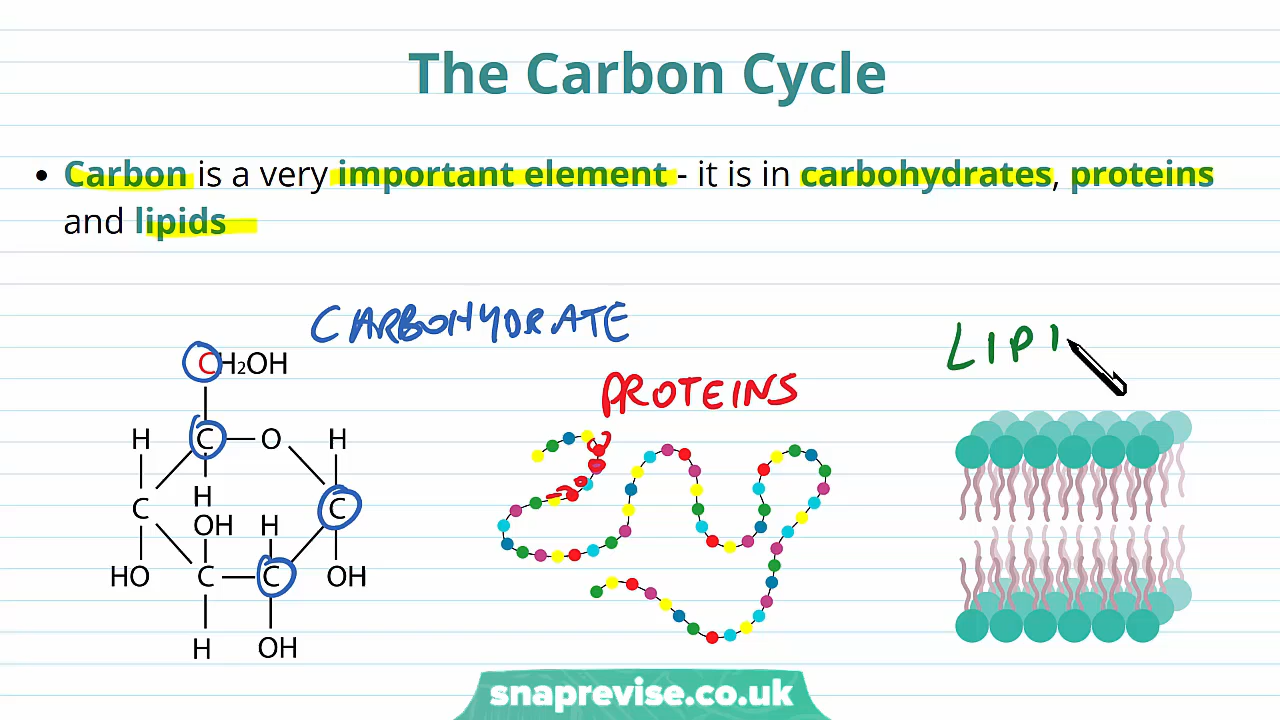 The Carbon Cycle
• Carbon is a very important element - it is in carbohydrates, proteins
and lipids
CARBOHYDRATE
LIPI
CH₂OH
PROTEINS
H C O H
H
C OH H C
HO C C OH
H OH
snaprevise.co.uk